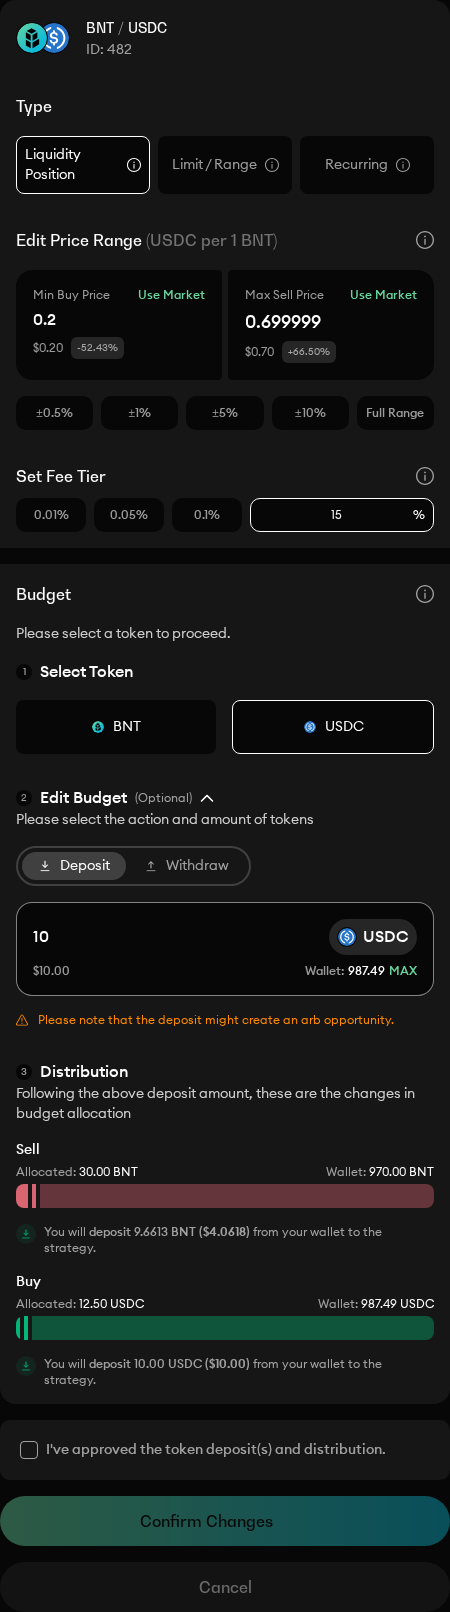 BNT / USDC
ID: 482
Type
Liquidity
Position
Limit / Range
Recurring
Edit Price Range (USDC per 1 BNT)
Min Buy Price Use Market
0.2
$0.20 -52.43%
Max Sell Price Use Market
0.699999
$0.70 +66.50%
±0.5% ±1% ±5% ±10% Full Range
Set Fee Tier
0.01% 0.05% 0.1% 15 %
Budget
Please select a token to proceed.
1 Select Token
BNT USDC
2 Edit Budget (Optional)
Please select the action and amount of tokens
Deposit Withdraw
10 USDC
$10.00 Wallet: 987.49 MAX
Please note that the deposit might create an arb opportunity.
3 Distribution
Following the above deposit amount, these are the changes in
budget allocation
Sell
Allocated: 30.00 BNT Wallet: 970.00 BNT
You will deposit 9.6613 BNT ($4.0618) from your wallet to the
strategy.
Buy
Allocated: 12.50 USDC Wallet: 987.49 USDC
You will deposit 10.00 USDC ($10.00) from your wallet to the
strategy.
I've approved the token deposit(s) and distribution.
Confirm Changes
Cancel